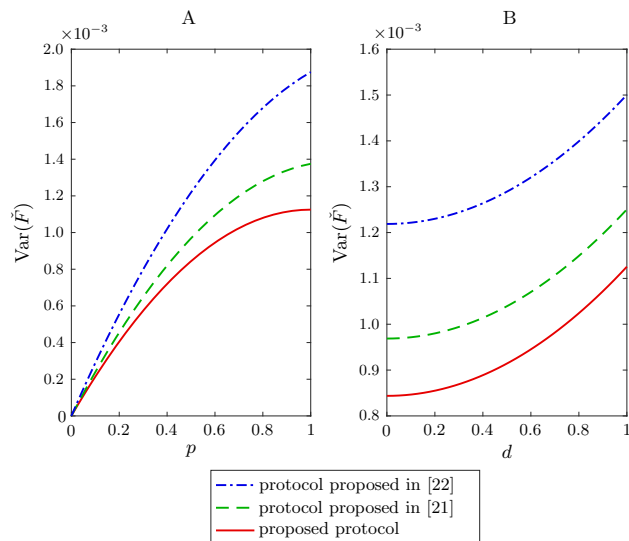 A
×10⁻³
2.0
1.8
1.6
1.4
1.2
1.0
0.8
0.6
0.4
0.2
0
Var(F̌)
0 0.2 0.4 0.6 0.8 1
p
B
×10⁻³
1.6
1.5
1.4
1.3
1.2
1.1
1.0
0.9
0.8
Var(F̌)
0 0.2 0.4 0.6 0.8 1
d
protocol proposed in [22]
protocol proposed in [21]
proposed protocol